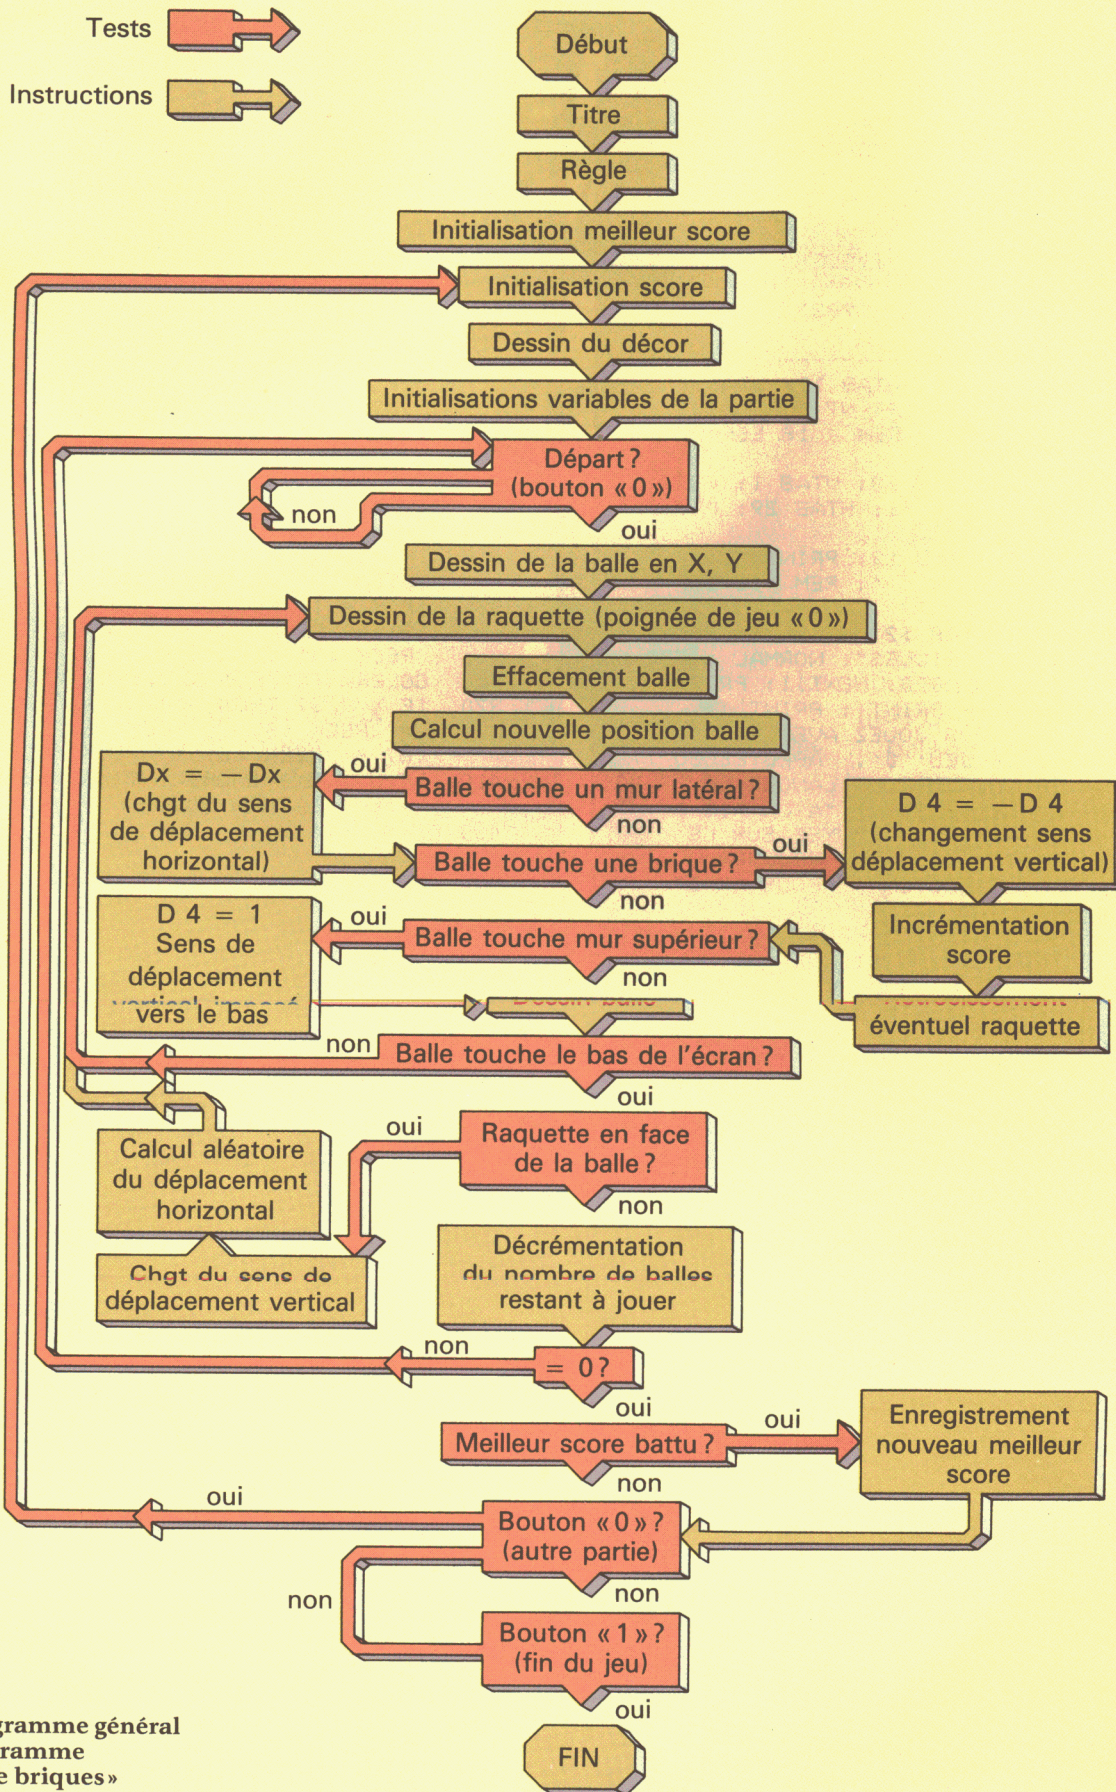 Tests
Instructions
Début
Titre
Règle
Initialisation meilleur score
Initialisation score
Dessin du décor
Initialisations variables de la partie
Départ ?
(bouton « 0 »)
non
oui
Dessin de la balle en X, Y
Dessin de la raquette (poignée de jeu « 0 »)
Effacement balle
Calcul nouvelle position balle
Balle touche un mur latéral ?
oui
non
Dx = – Dx
(chgt du sens
de déplacement
horizontal)
Balle touche une brique ?
oui
non
D 4 = – D 4
(changement sens
déplacement vertical)
Incrémentation
score
Rétrécissement
éventuel raquette
Balle touche mur supérieur ?
oui
non
D 4 = 1
Sens de
déplacement
vertical imposé
vers le bas
Dessin balle
Balle touche le bas de l'écran ?
non
oui
Raquette en face
de la balle ?
oui
non
Calcul aléatoire
du déplacement
horizontal
Chgt du sens de
déplacement vertical
Décrémentation
du nombre de balles
restant à jouer
= 0 ?
non
oui
Meilleur score battu ?
oui
non
Enregistrement
nouveau meilleur
score
Bouton « 0 » ?
(autre partie)
oui
non
non
Bouton « 1 » ?
(fin du jeu)
oui
FIN
gramme général
ramme
e briques»